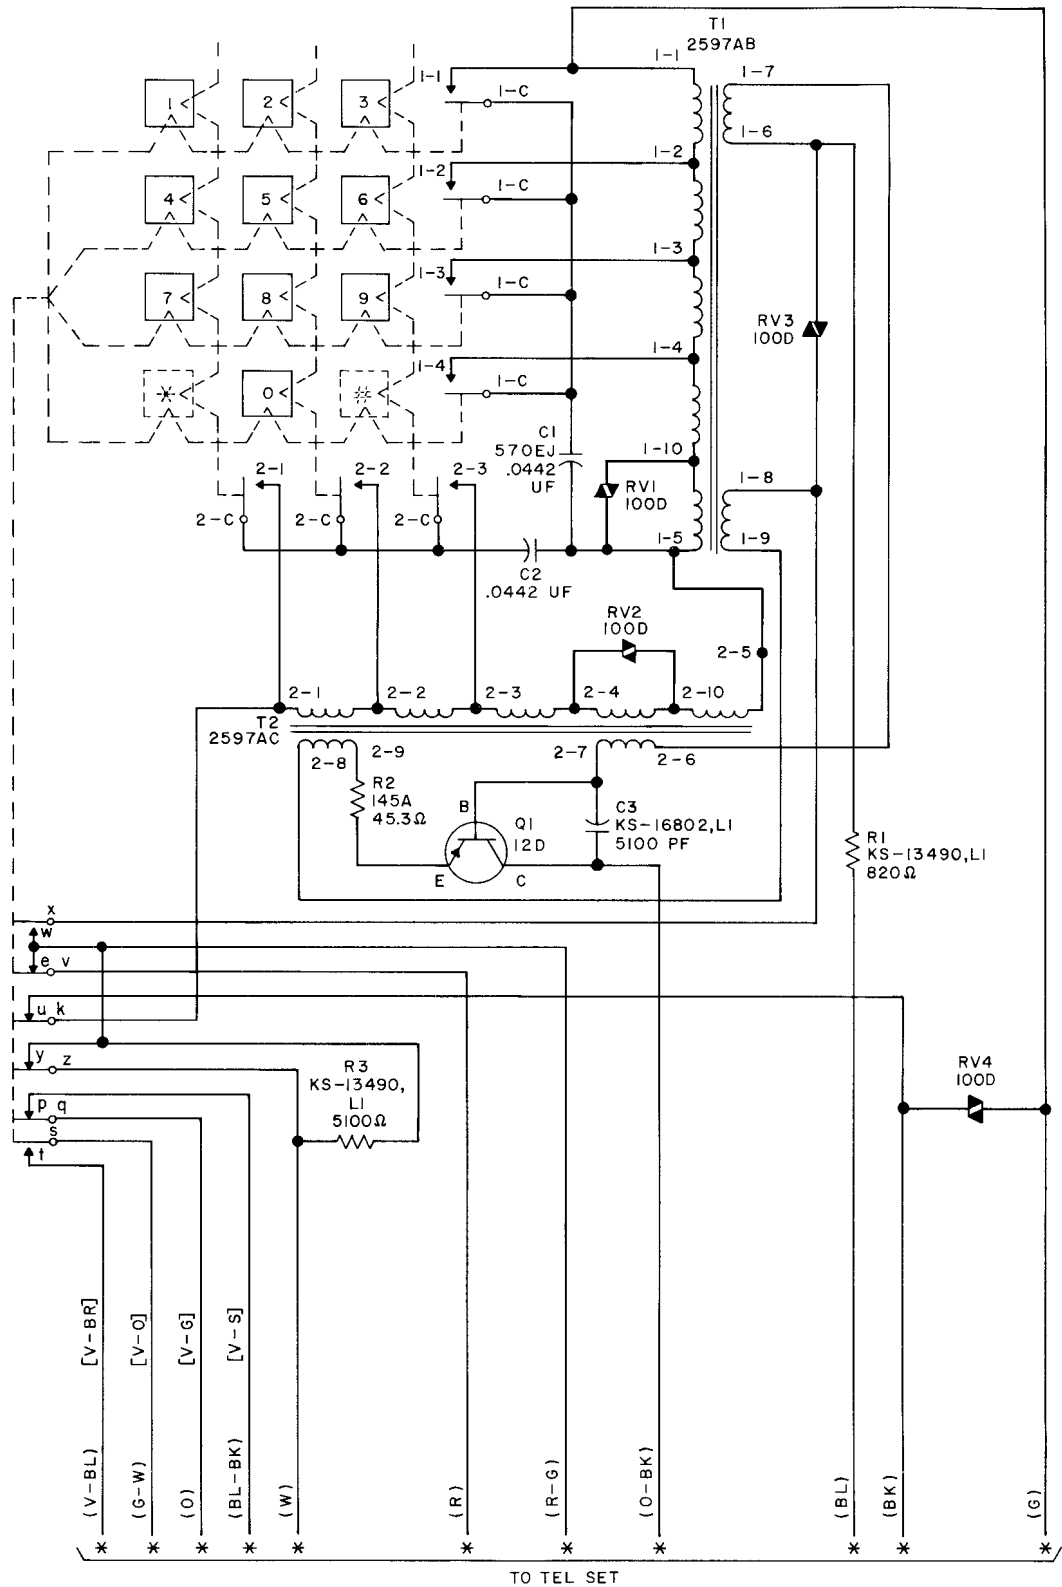 T1
2597AB
1-1
1-7
1-1
1-C
1 2 3
1-6
1-2
1-2
1-C
4 5 6
1-3
1-3
1-C
7 8 9
RV3
100D
1-4
1-4
1-C
* 0 #
C1
570EJ
.0442
UF
1-10
2-1 2-2 2-3
RV1
100D
1-8
2-C 2-C 2-C
1-5
1-9
C2
.0442 UF
RV2
100D
2-5
2-1 2-2 2-3 2-4 2-10
T2
2597AC
2-8 2-9 2-7 2-6
R2
145A
45.3Ω
B
Q1
12D
E C
C3
KS-16802,L1
5100 PF
R1
KS-13490,L1
820Ω
x
w
e v
u k
y z
R3
KS-13490,
L1
5100Ω
RV4
100D
p q
s
t
[V-BR] [V-O] [V-G] [V-S]
(V-BL) (G-W) (O) (BL-BK) (W) (R) (R-G) (O-BK) (BL) (BK) (G)
* * * * * * * * * * *
TO TEL SET